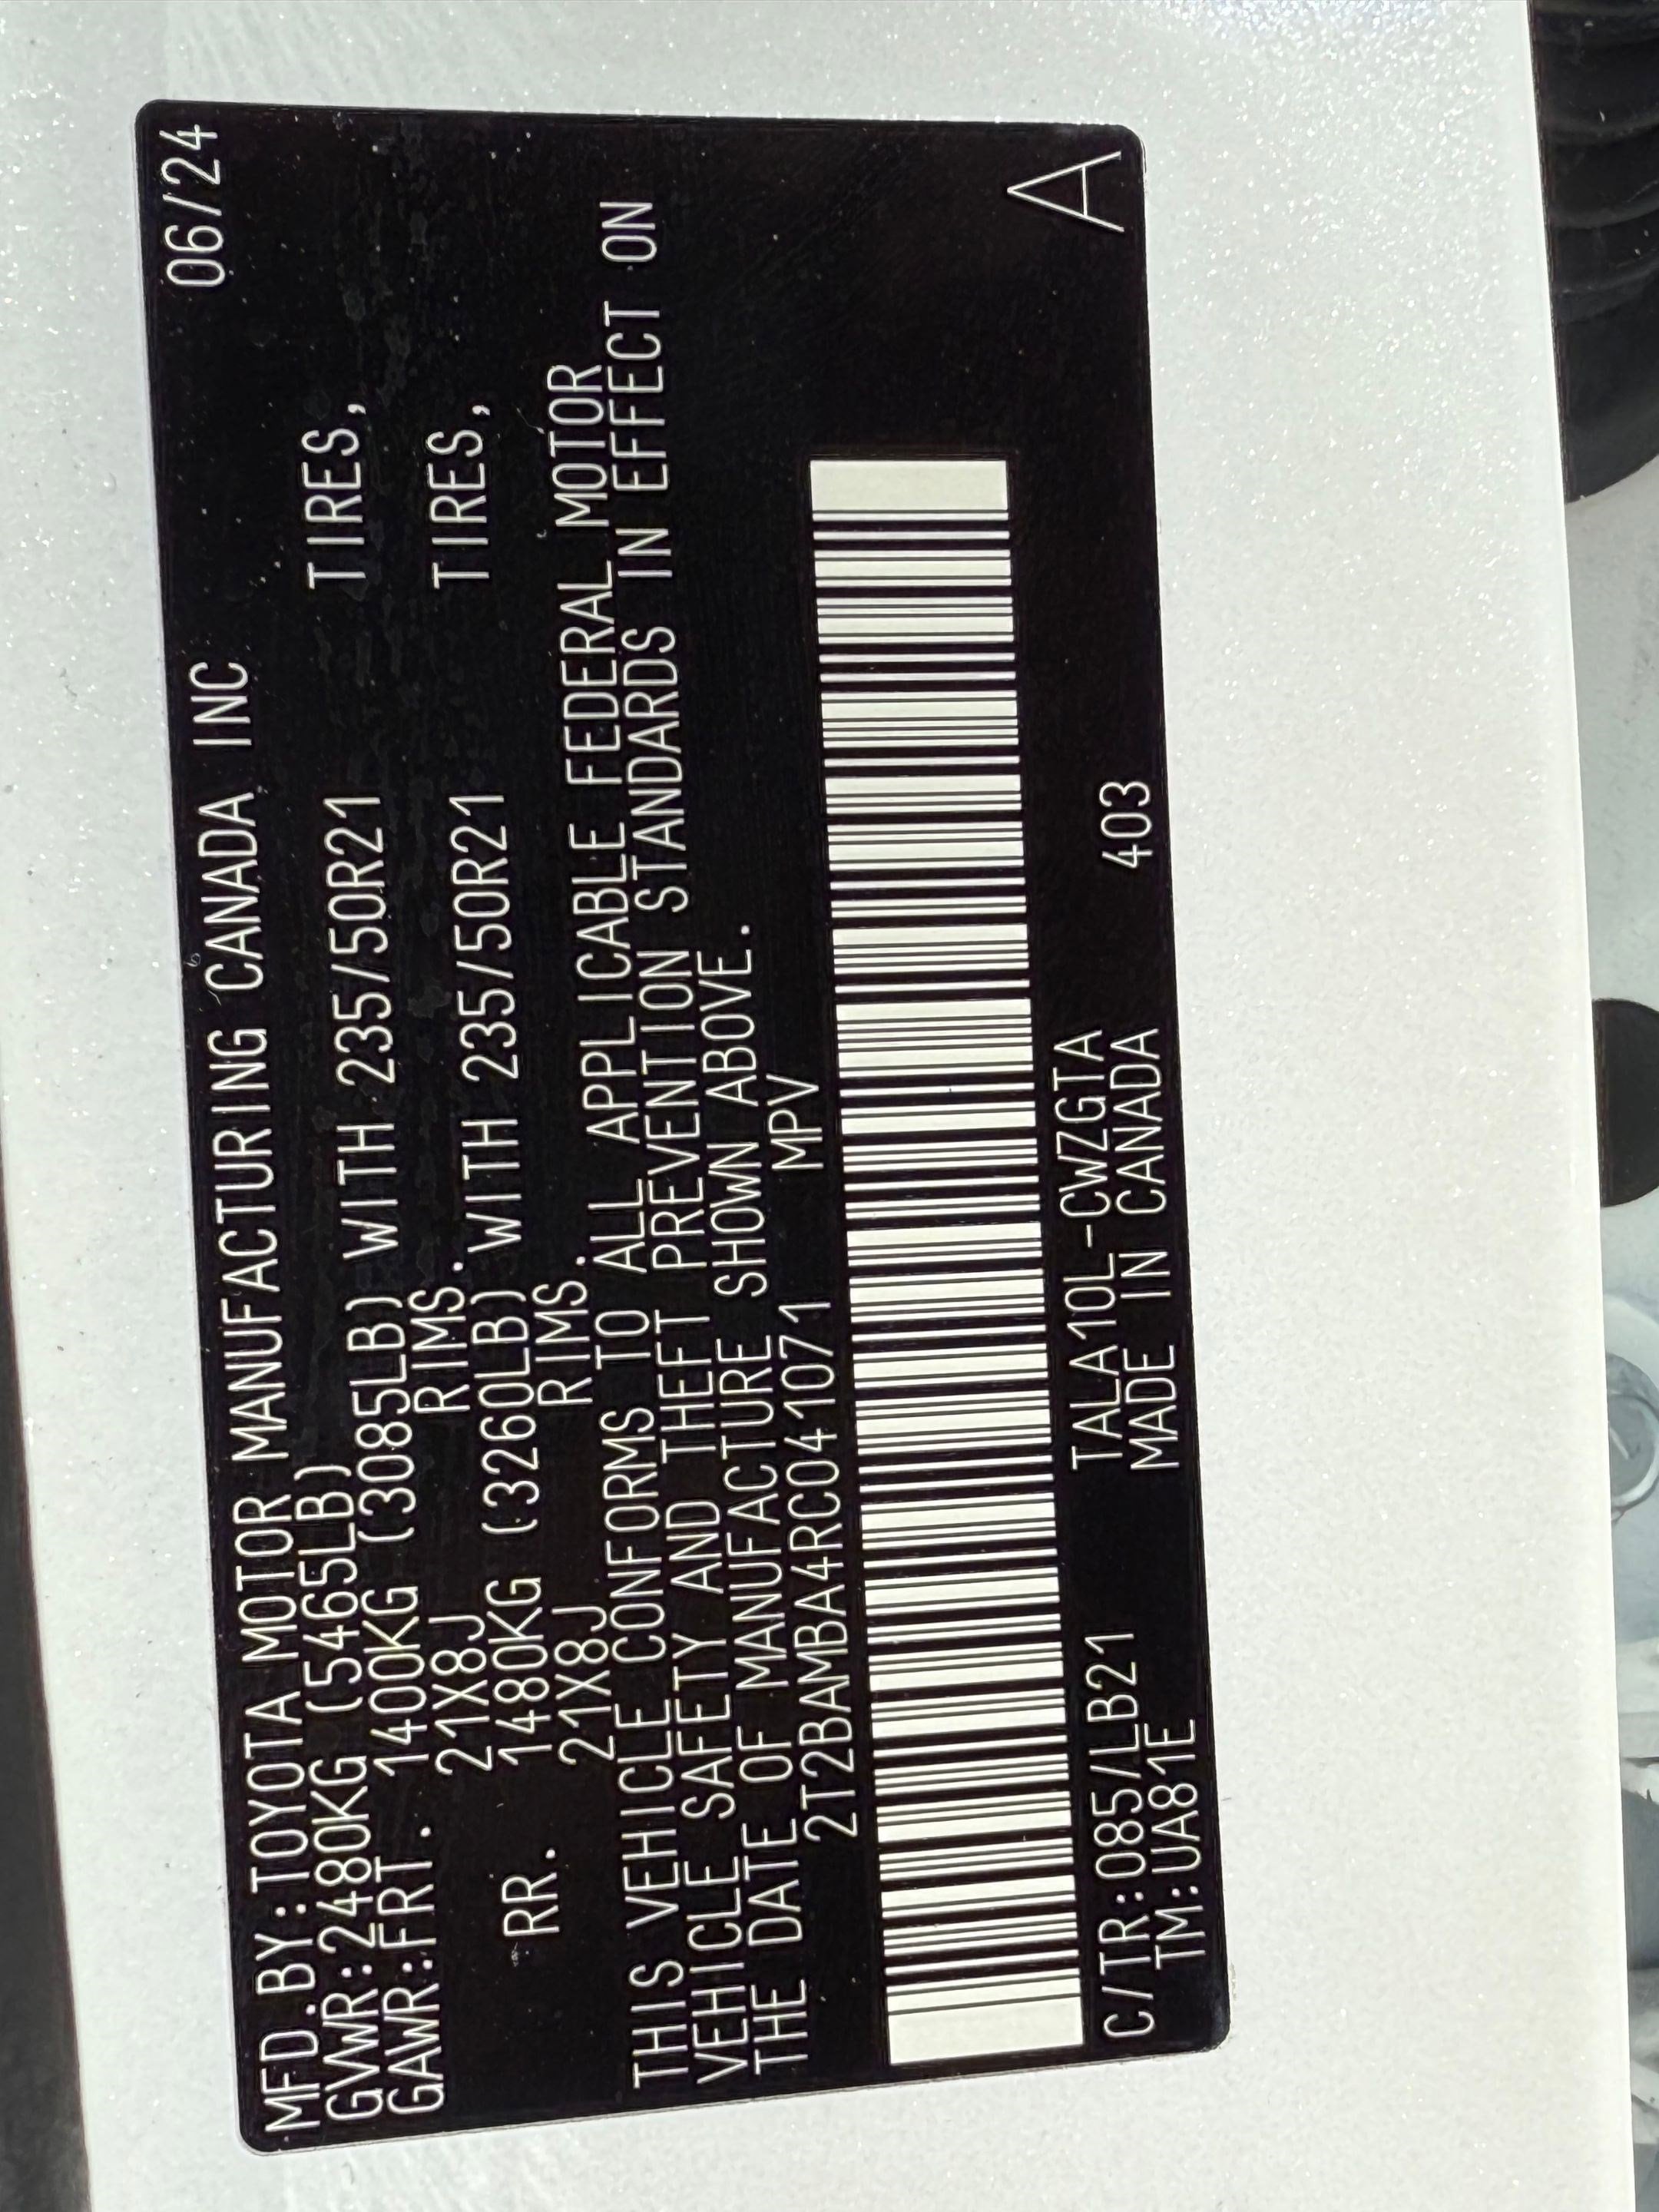 MFD.BY:TOYOTA MOTOR MANUFACTURING CANADA INC 06/24
GVWR:2480KG (5465LB)
GAWR:FRT. 1400KG (3085LB) WITH 235/50R21 TIRES,
21X8J RIMS.
RR. 1480KG (3260LB) WITH 235/50R21 TIRES,
21X8J RIMS.
THIS VEHICLE CONFORMS TO ALL APPLICABLE FEDERAL MOTOR
VEHICLE SAFETY AND THEFT PREVENTION STANDARDS IN EFFECT ON
THE DATE OF MANUFACTURE SHOWN ABOVE.
2T2BAMBA4RC041071 MPV
C/TR:085/LB21 TALA10L-CWZGTA 403 A
TM:UA81E MADE IN CANADA